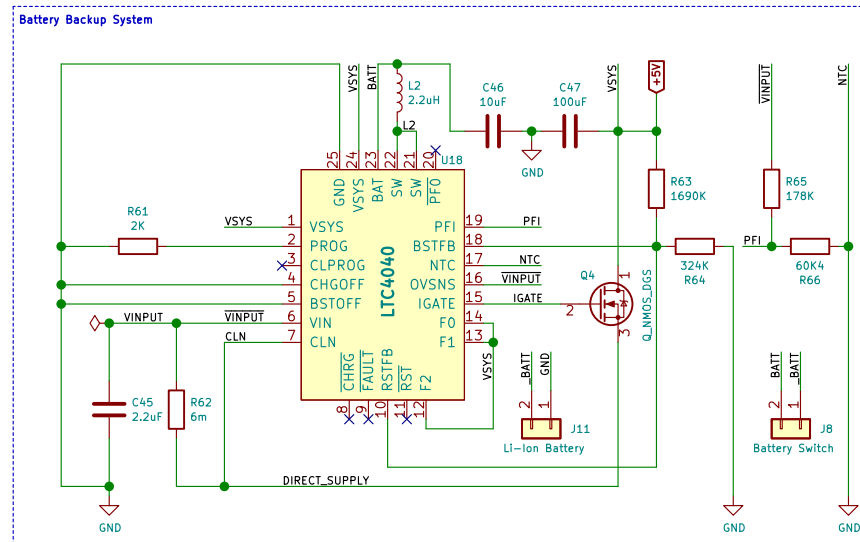 Battery Backup System
VSYS
BATT
L2
2.2uH
C46
10uF
C47
100uF
VSYS
+5V
VINPUT
NTC
L2
GND
25
24
23
22
21
20
U18
GND
VSYS
BAT
SW
SW
PFO
R63
1690K
R65
178K
R61
2K
VSYS
1
VSYS
PFI
19
PFI
PFI
2
PROG
BSTFB
18
324K
R64
60K4
R66
3
CLPROG
NTC
17
NTC
4
CHGOFF
OVSNS
16
VINPUT
5
BSTOFF
IGATE
15
IGATE
VINPUT
VINPUT
6
VIN
F0
14
CLN
7
CLN
F1
13
LTC4040
Q4
1
2
3
Q_NMOS_DGS
VSYS
CHRG
FAULT
RSTFB
RST
F2
8
9
10
11
12
C45
2.2uF
R62
6m
_BATT
GND
2
1
J11
Li-Ion Battery
BATT
_BATT
2
1
J8
Battery Switch
DIRECT_SUPPLY
GND
GND
GND